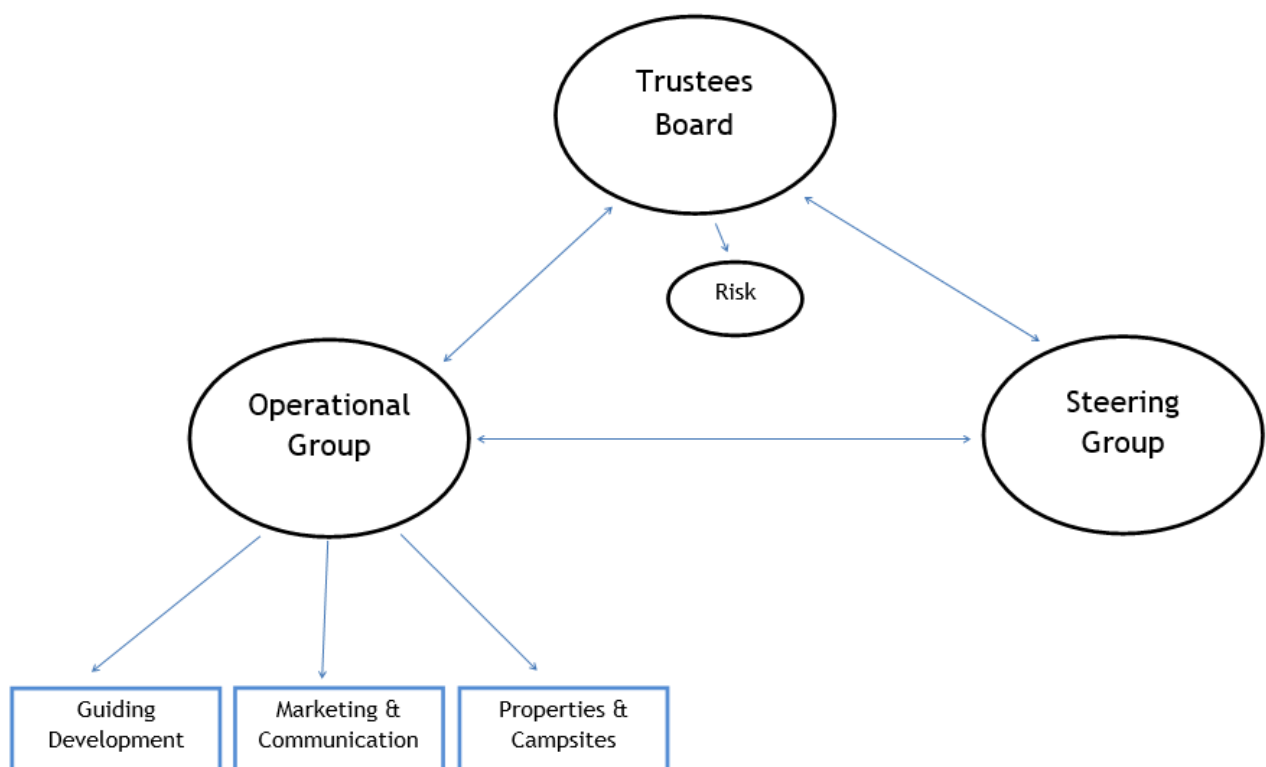 Trustees
Board
Risk
Operational
Group
Steering
Group
Guiding
Development
Marketing &
Communication
Properties &
Campsites